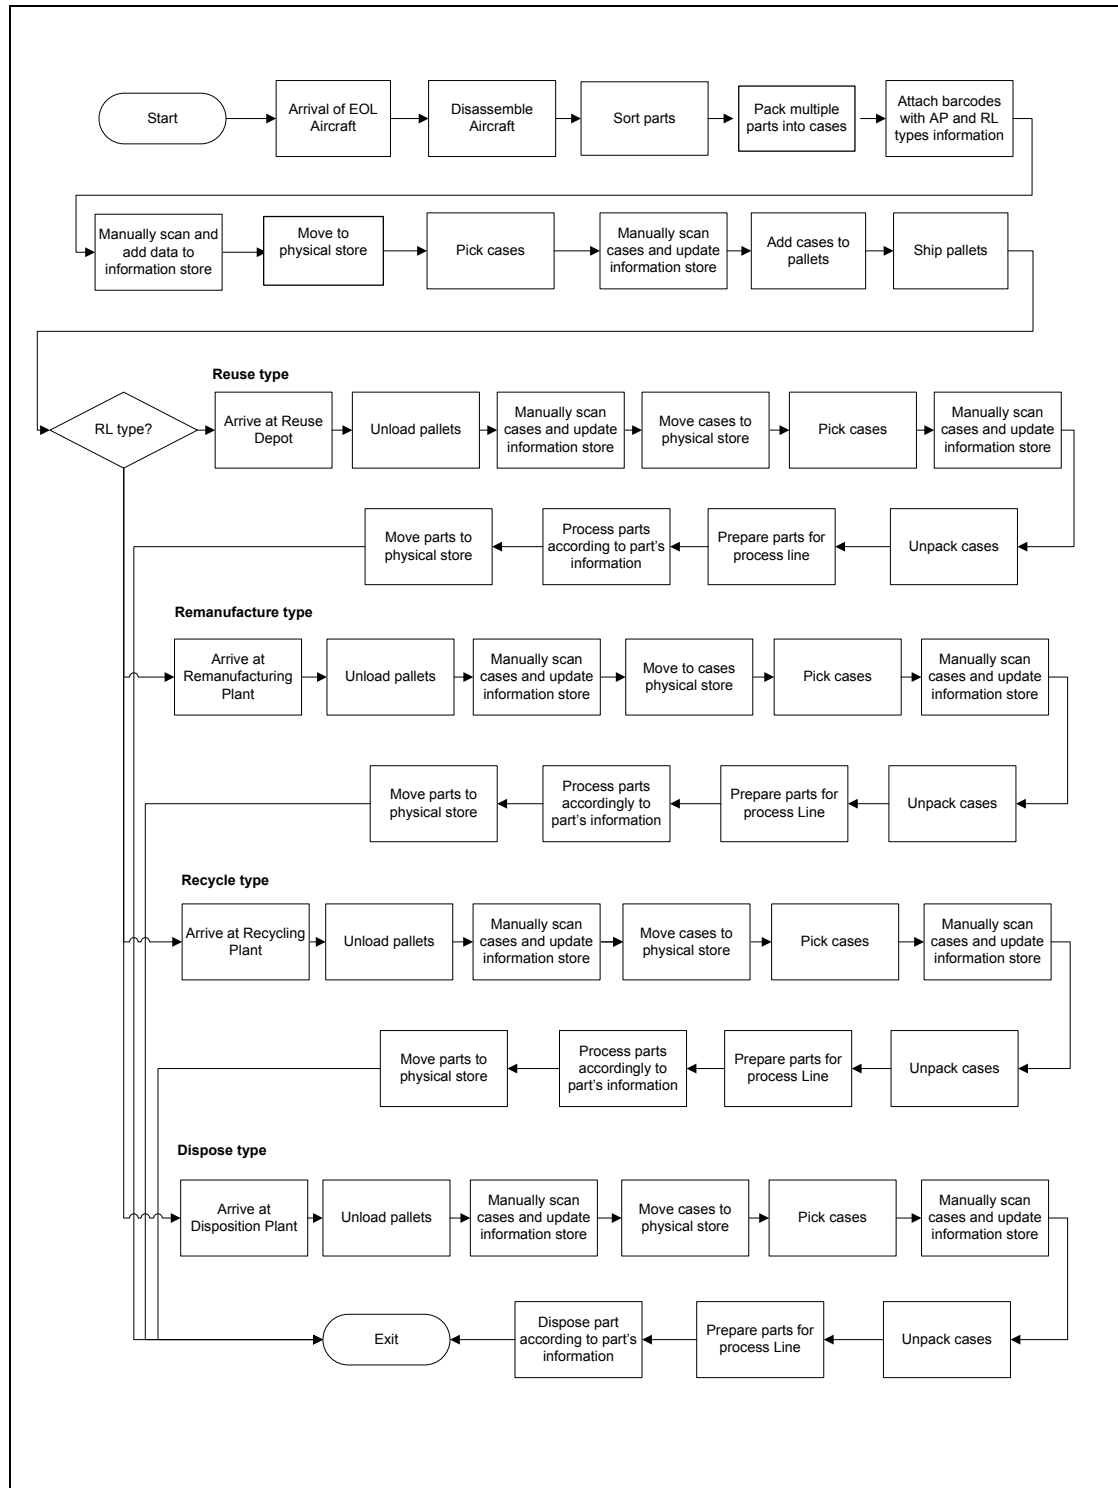 Start
Arrival of EOL
Aircraft
Disassemble
Aircraft
Sort parts
Pack multiple
parts into cases
Attach barcodes
with AP and RL
types information
Manually scan and
add data to
information store
Move to
physical store
Pick cases
Manually scan
cases and update
information store
Add cases to
pallets
Ship pallets
RL type?
Reuse type
Arrive at Reuse
Depot
Unload pallets
Manually scan
cases and update
information store
Move cases to
physical store
Pick cases
Manually scan
cases and update
information store
Unpack cases
Prepare parts for
process line
Process parts
according to part's
information
Move parts to
physical store
Remanufacture type
Arrive at
Remanufacturing
Plant
Unload pallets
Manually scan
cases and update
information store
Move to cases
physical store
Pick cases
Manually scan
cases and update
information store
Unpack cases
Prepare parts for
process Line
Process parts
accordingly to
part's information
Move parts to
physical store
Recycle type
Arrive at Recycling
Plant
Unload pallets
Manually scan
cases and update
information store
Move cases to
physical store
Pick cases
Manually scan
cases and update
information store
Unpack cases
Prepare parts for
process Line
Process parts
accordingly to
part's information
Move parts to
physical store
Dispose type
Arrive at
Disposition Plant
Unload pallets
Manually scan
cases and update
information store
Move cases to
physical store
Pick cases
Manually scan
cases and update
information store
Unpack cases
Prepare parts for
process Line
Dispose part
according to part's
information
Exit